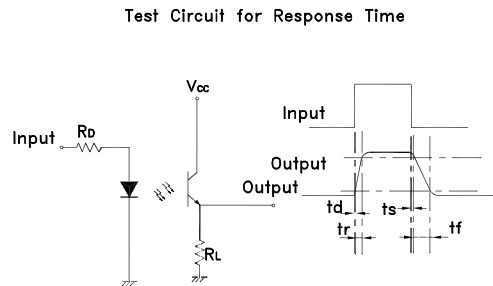 Test Circuit for Response Time
Vcc
Input
RD
Input
Output
Output
td
ts
tr
tf
RL